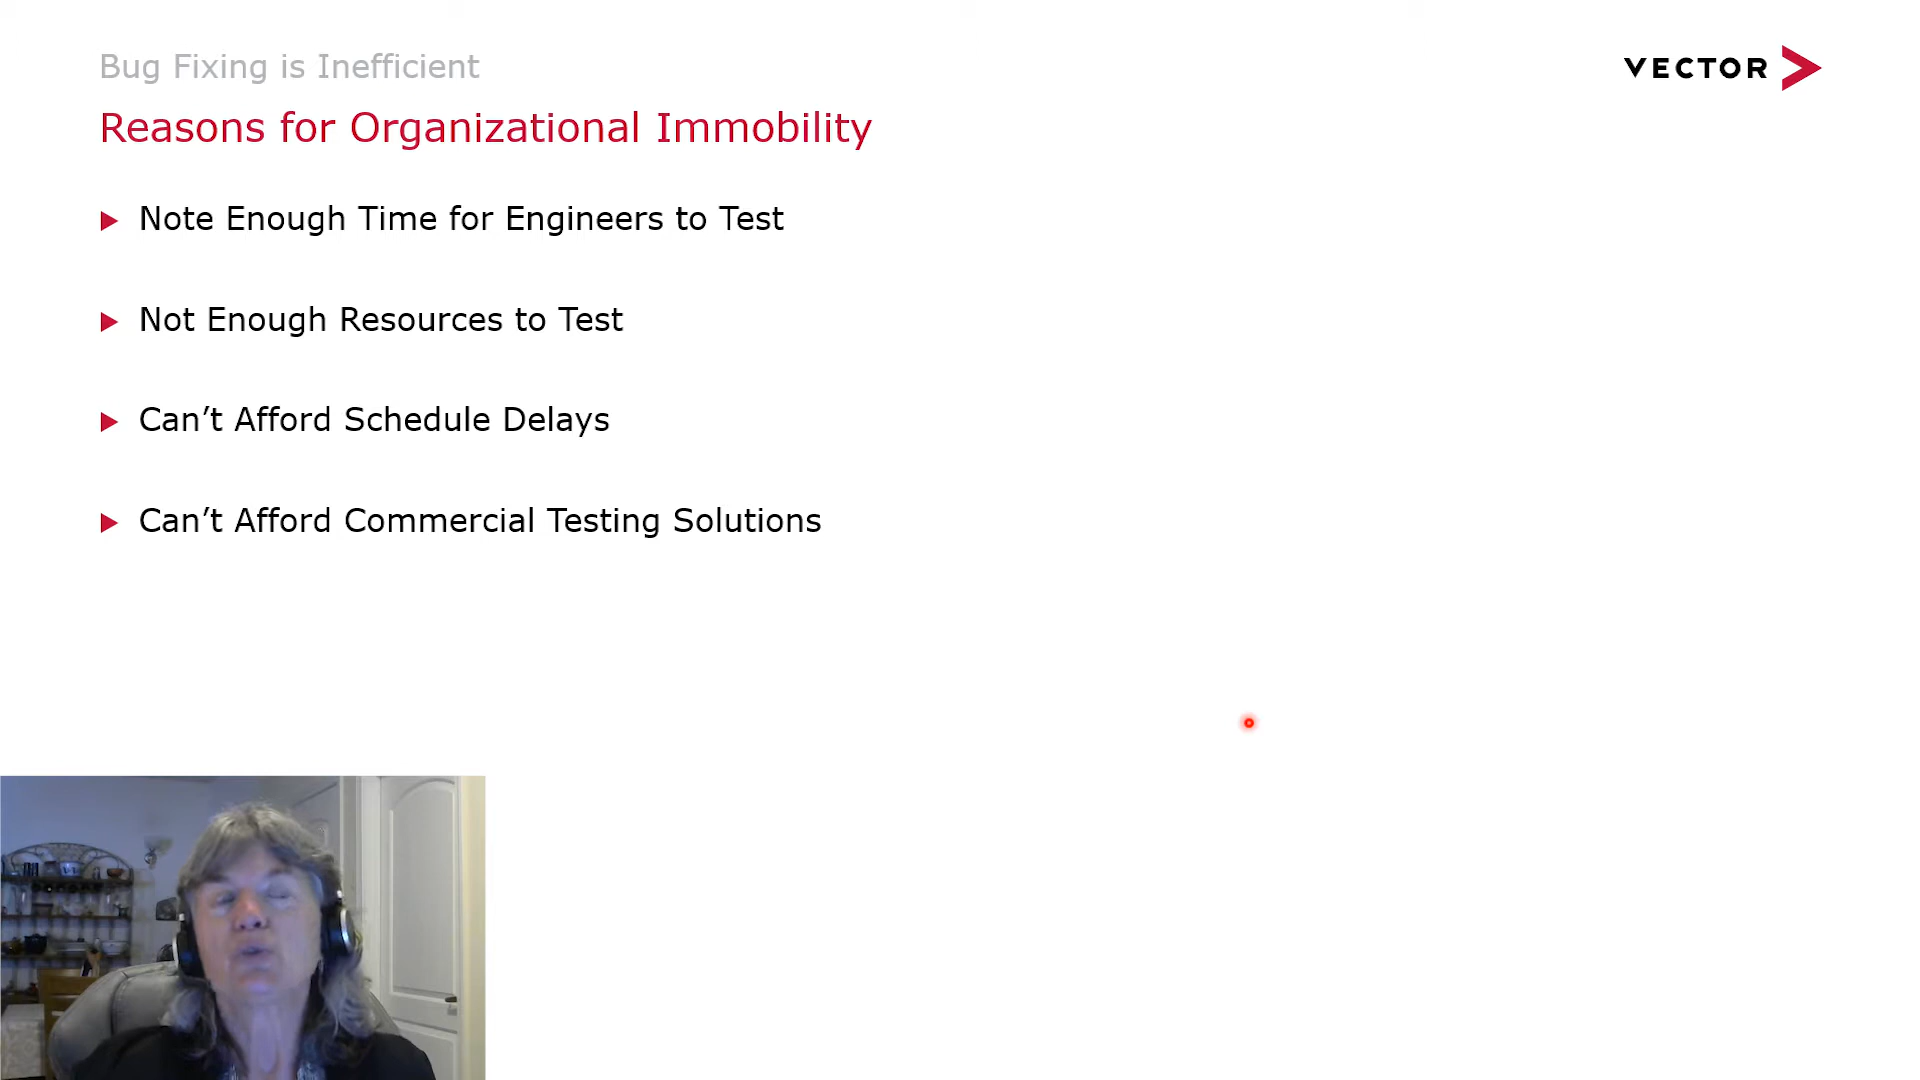 Bug Fixing is Inefficient
VECTOR
Reasons for Organizational Immobility
Note Enough Time for Engineers to Test
Not Enough Resources to Test
Can’t Afford Schedule Delays
Can’t Afford Commercial Testing Solutions